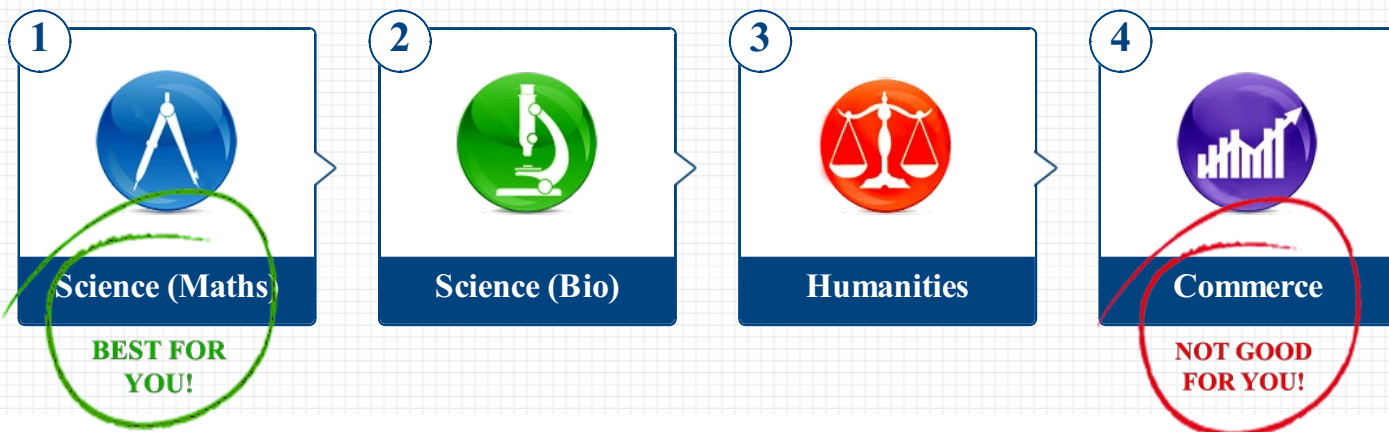 1
2
3
4
Science (Maths)
Science (Bio)
Humanities
Commerce
BEST FOR
YOU!
NOT GOOD
FOR YOU!